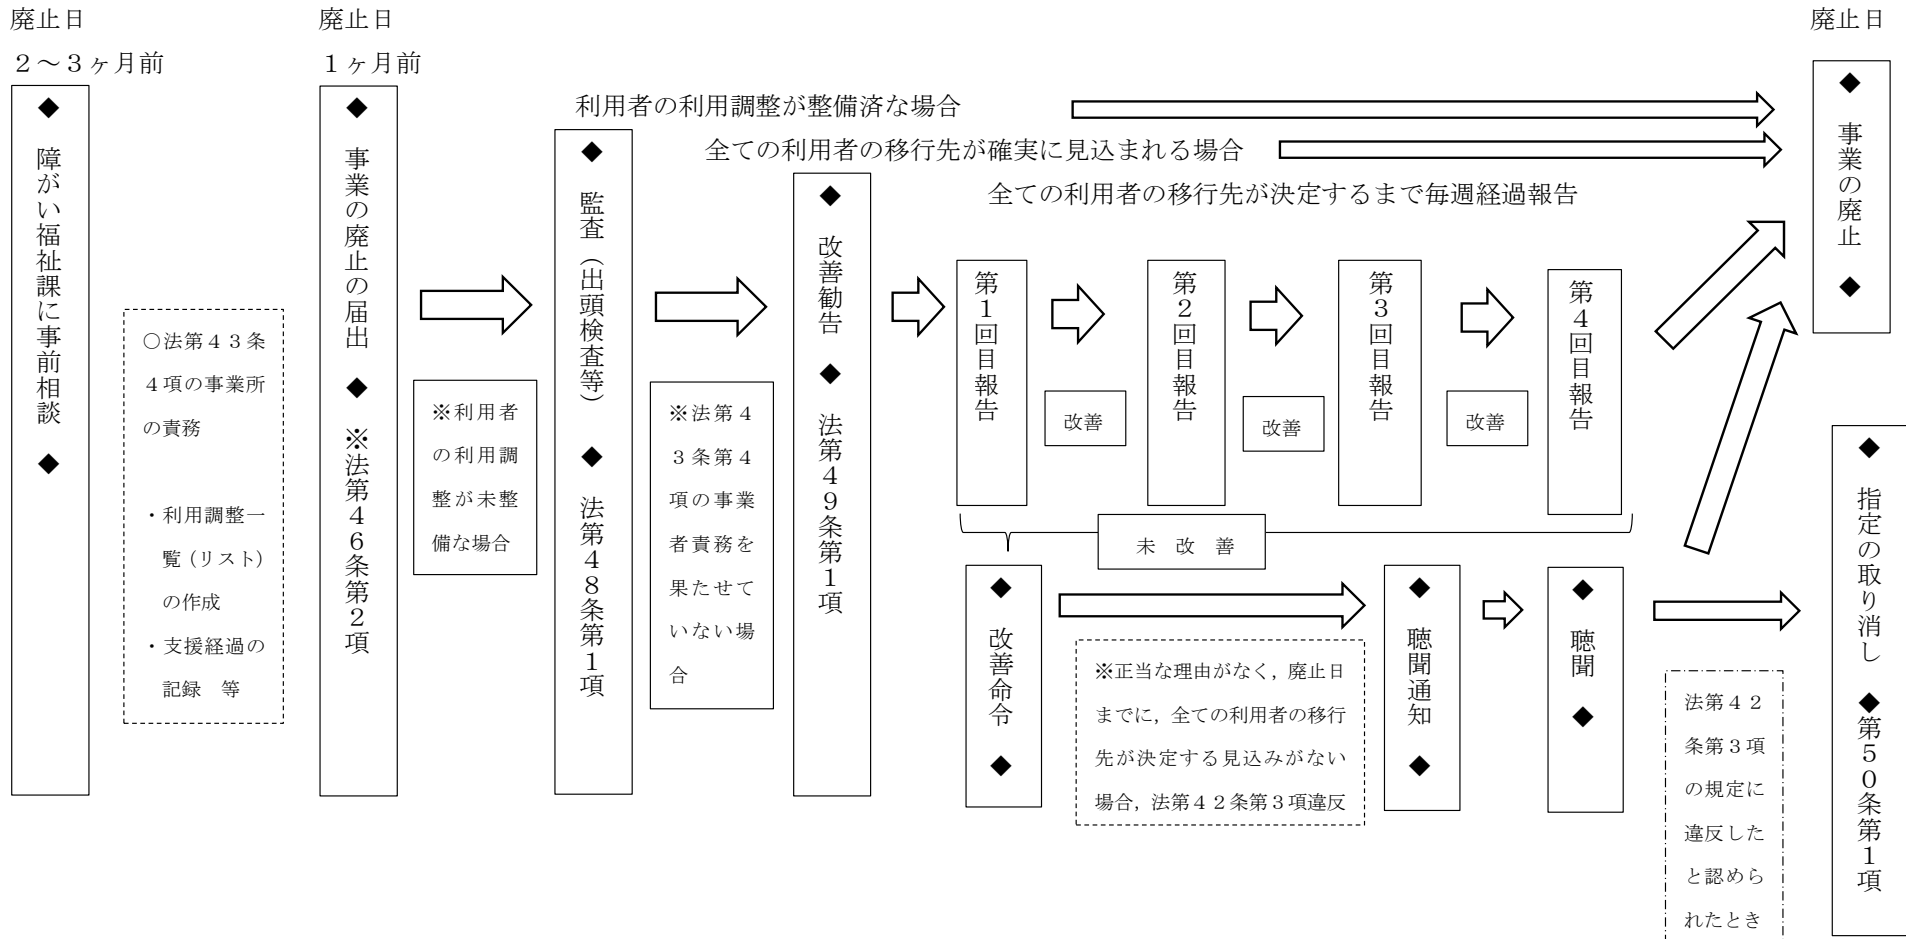 廃止日
２～３ヶ月前
廃止日
１ヶ月前
廃止日
利用者の利用調整が整備済な場合
全ての利用者の移行先が確実に見込まれる場合
全ての利用者の移行先が決定するまで毎週経過報告
◆　障がい福祉課に事前相談　◆
○法第４３条
４項の事業所
の責務
・利用調整一
覧（リスト）
の作成
・支援経過の
記録　等
◆　事業の廃止の届出　◆　※法第４６条第２項
※利用者
の利用調
整が未整
備な場合
◆　監査（出頭検査等）　◆　法第４８条第１項
※法第４
３条第４
項の事業
者責務を
果たせて
いない場
合
◆　改善勧告　◆　法第４９条第１項
第１回目報告
改善
第２回目報告
改善
第３回目報告
改善
第４回目報告
◆　事業の廃止　◆
未　改　善
◆　改善命令　◆
※正当な理由がなく，廃止日
までに，全ての利用者の移行
先が決定する見込みがない
場合，法第４２条第３項違反
◆　聴聞通知　◆
◆　聴聞　◆
法第４２
条第３項
の規定に
違反した
と認めら
れたとき
◆　指定の取り消し　◆第５０条第１項